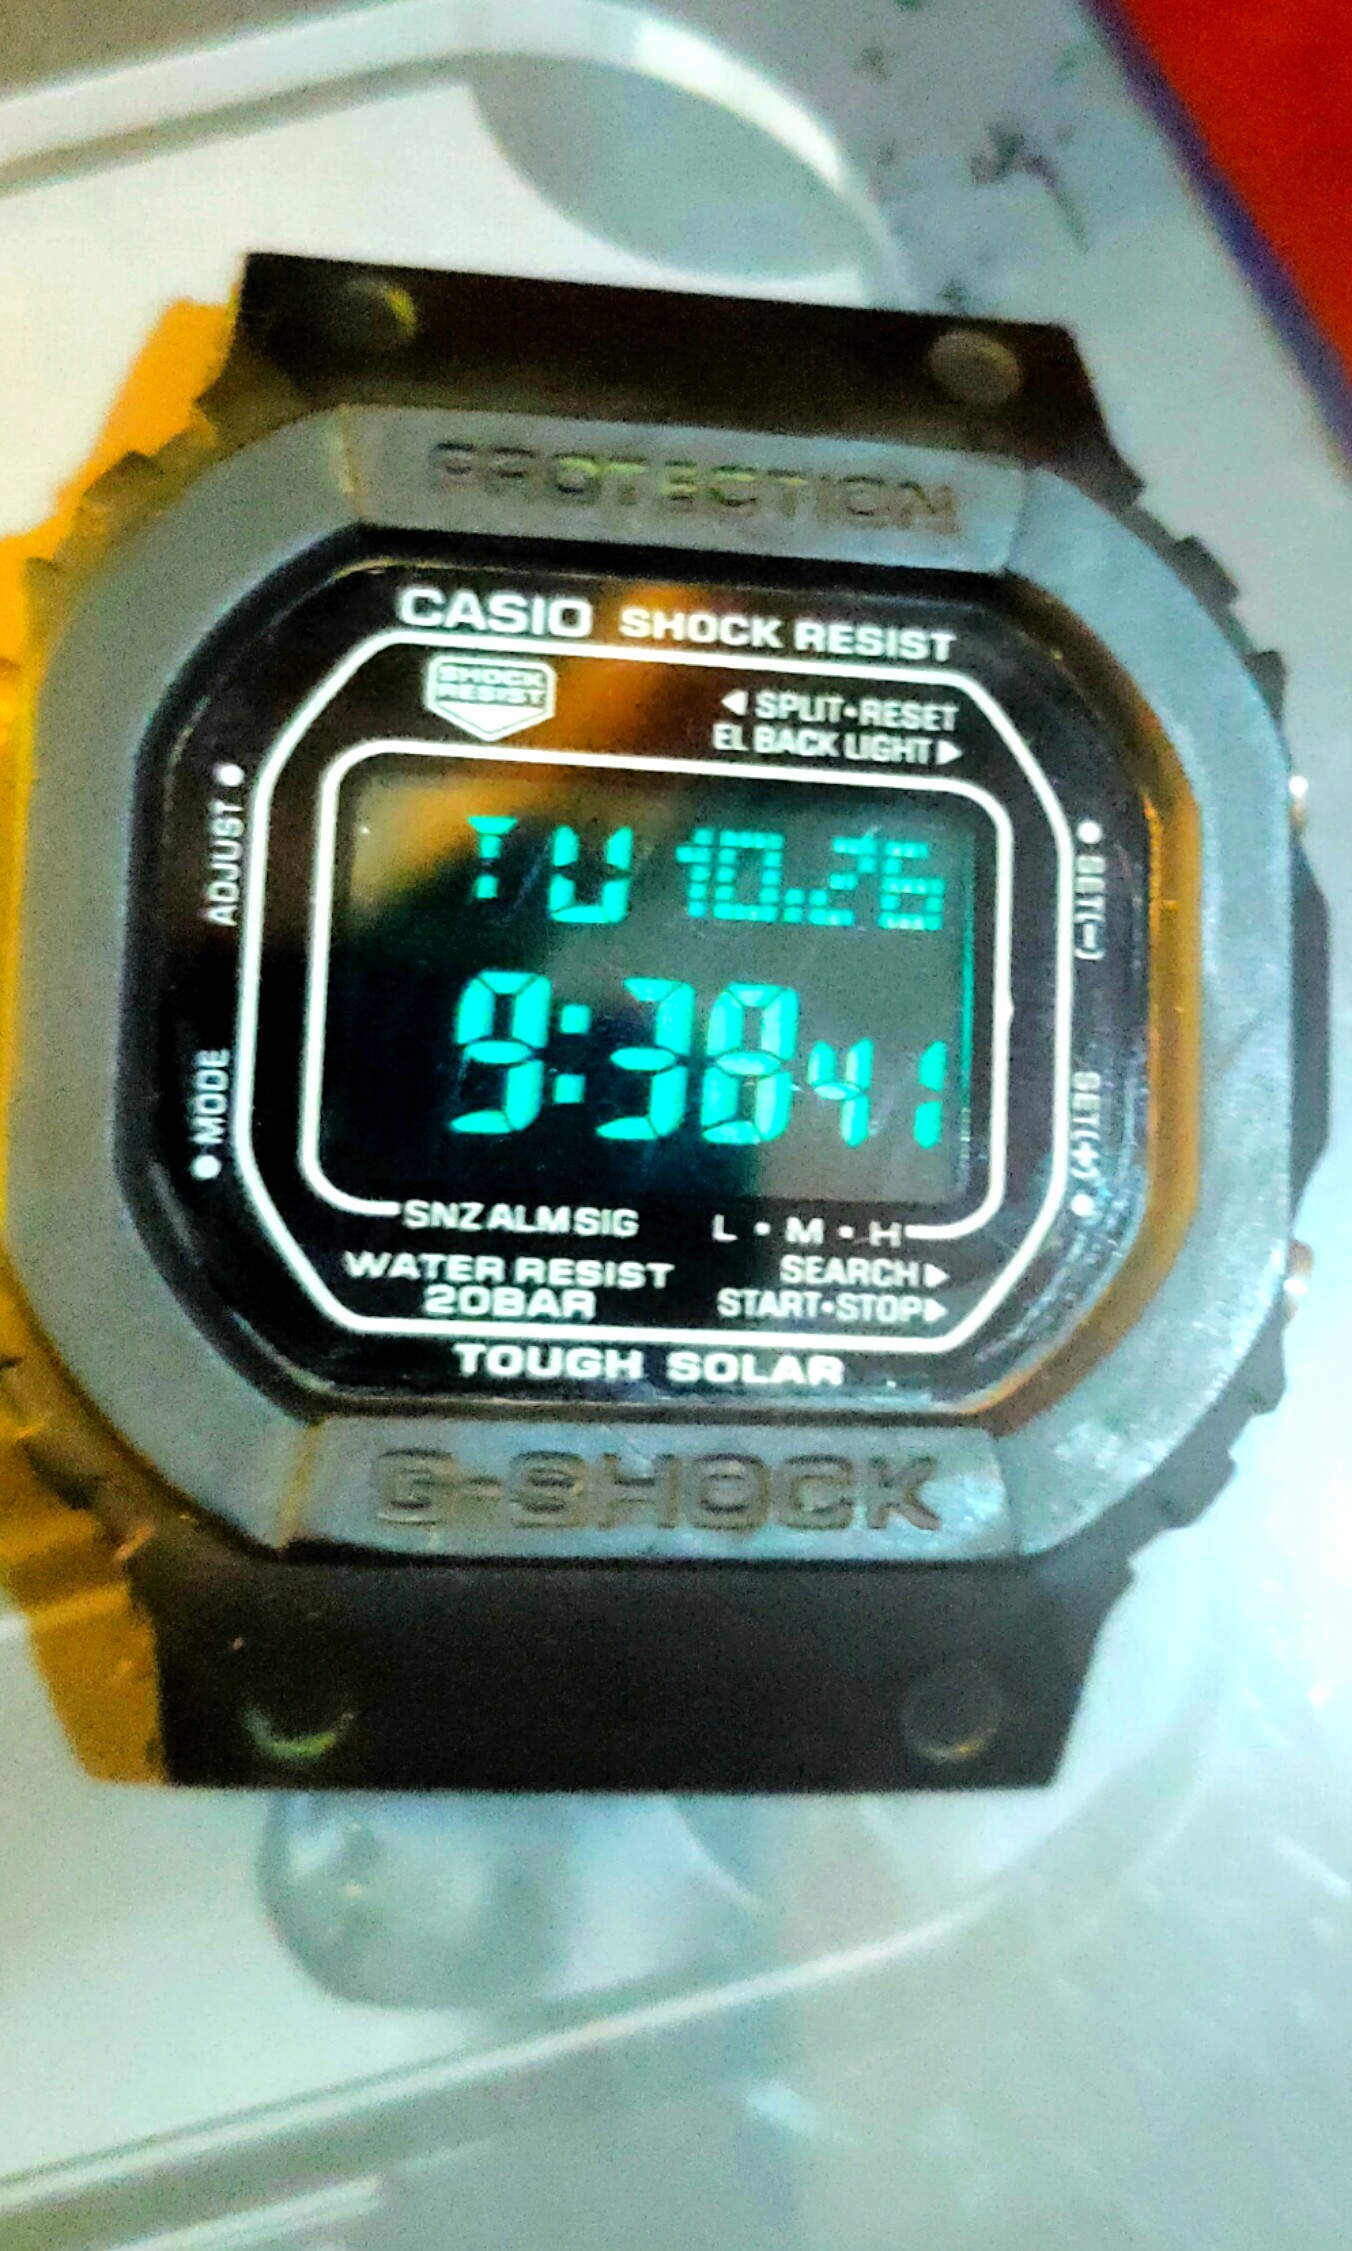 PROTECTION
CASIO SHOCK RESIST
SHOCK
RESIST
◀ SPLIT•RESET
EL BACK LIGHT▶
ADJUST •
• SET(-)
TU 10.26
9:38 41
• MODE
SET(+) •
SNZ ALM SIG L • M • H
WATER RESIST
20BAR
SEARCH▶
START•STOP▶
TOUGH SOLAR
G-SHOCK